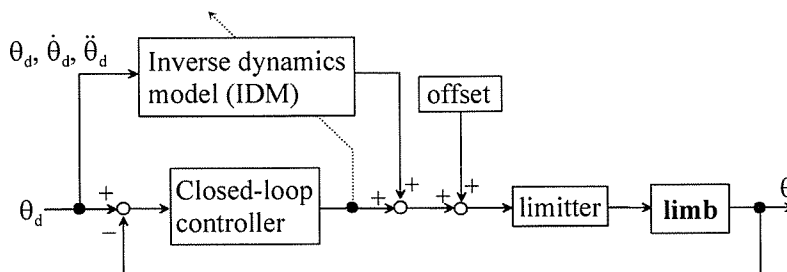 θd, θ̇d, θ̈d
Inverse dynamics
model (IDM)
offset
+
+
+
θd
+
−
Closed-loop
controller
+
+
limitter
limb
θ